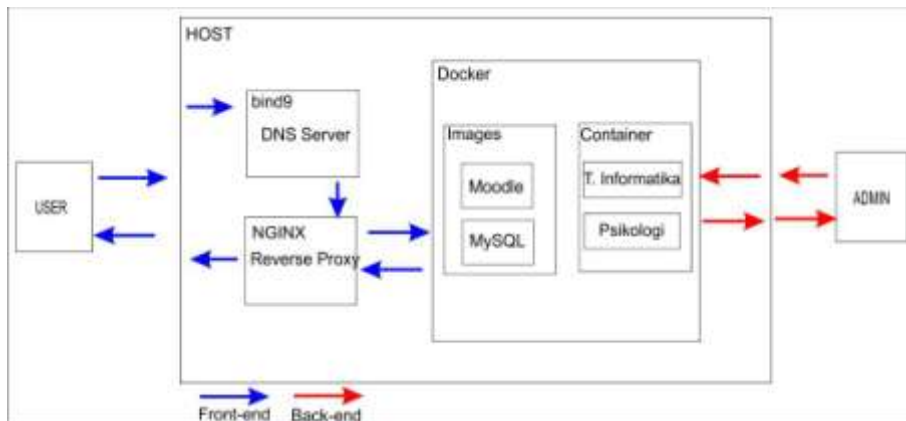 HOST
bind9
DNS Server
USER
NGINX
Reverse Proxy
Docker
Images
Moodle
MySQL
Container
T. Informatika
Psikologi
ADMIN
Front-end
Back-end